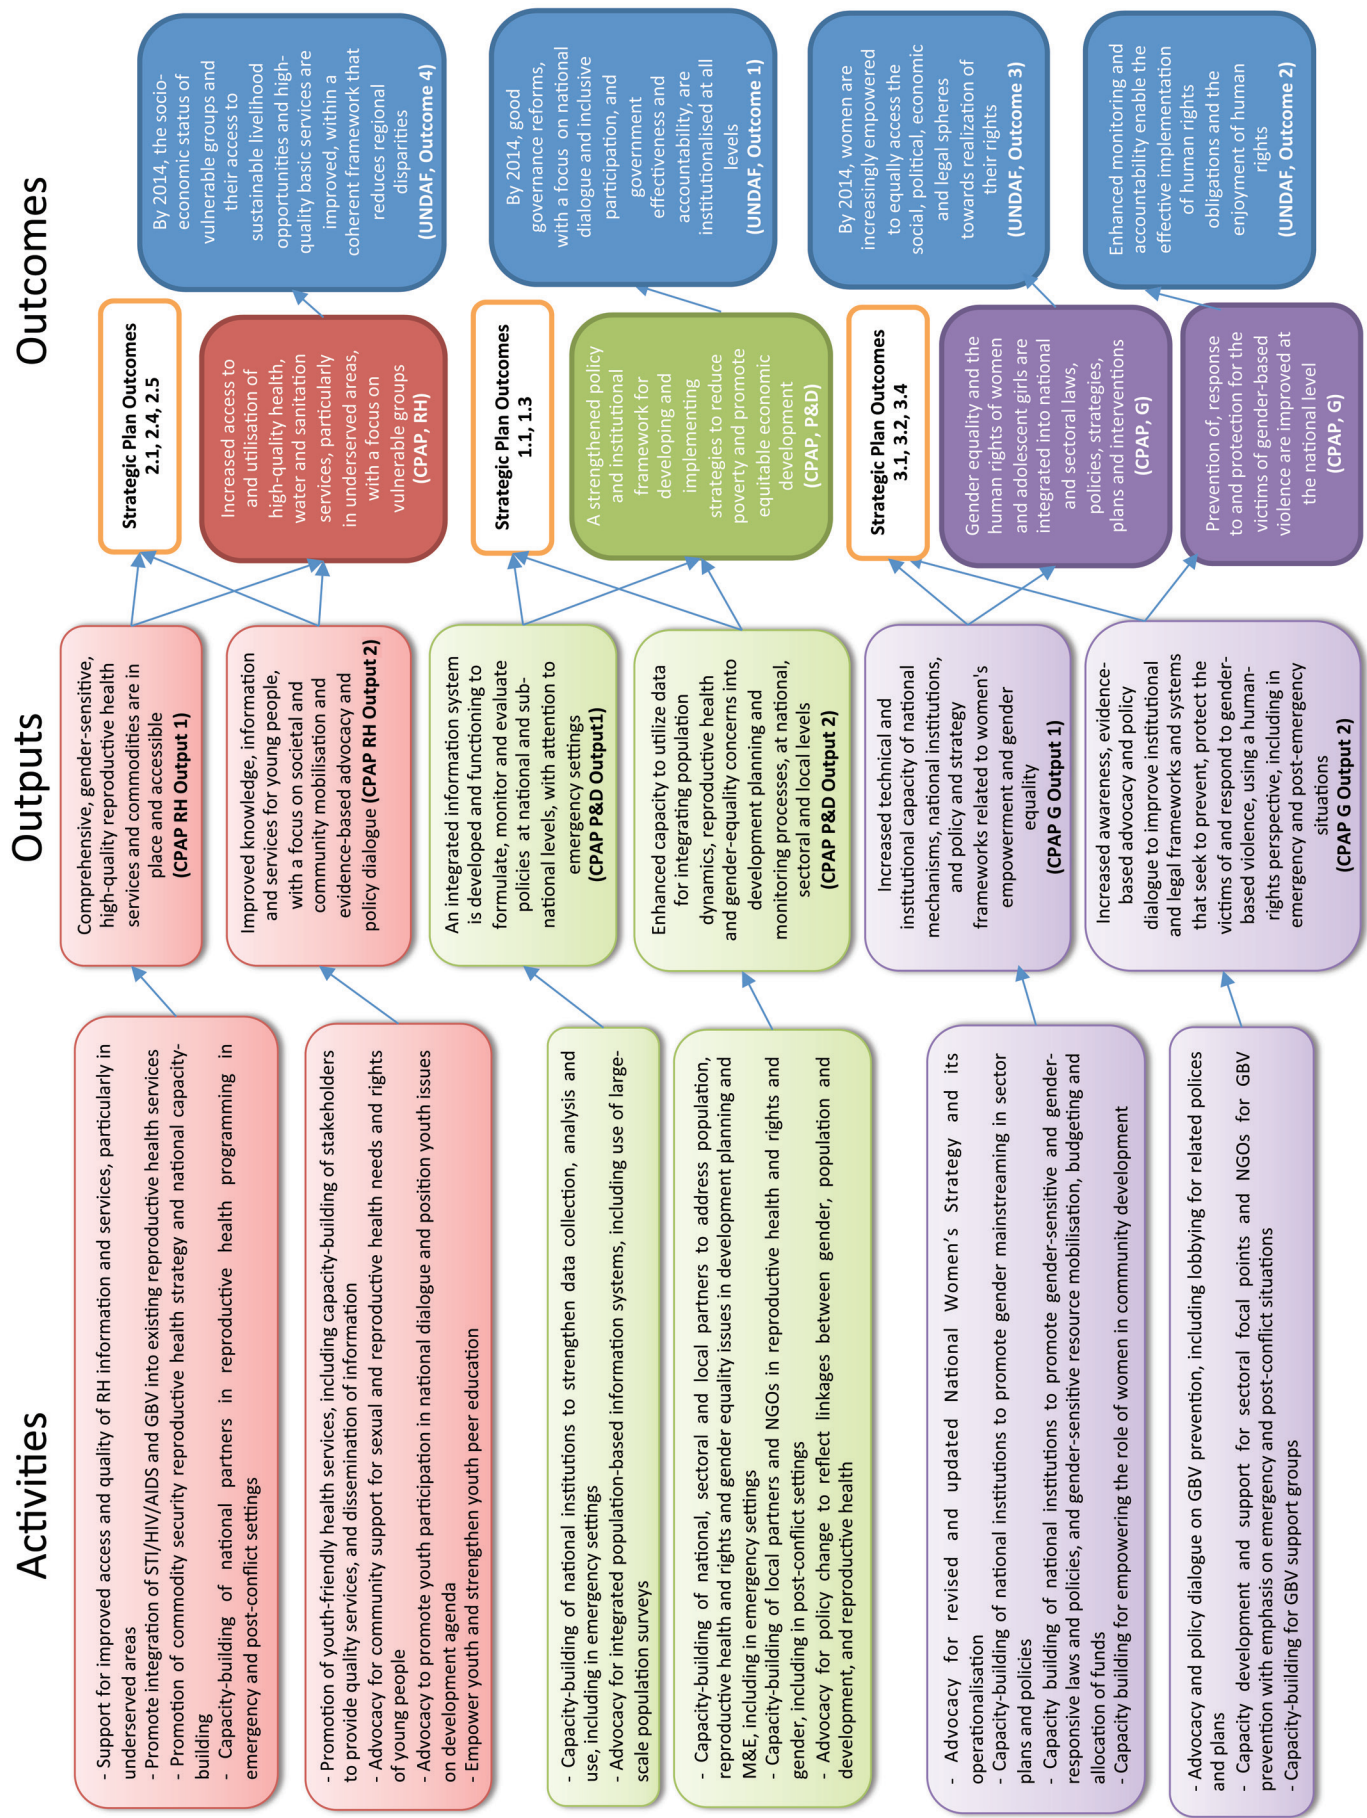 Activities
- Support for improved access and quality of RH information and services, particularly in
underserved areas
- Promote integration of STI/HIV/AIDS and GBV into existing reproductive health services
- Promotion of commodity security reproductive health strategy and national capacity-
building
- Capacity-building of national partners in reproductive health programming in
emergency and post-conflict settings
- Promotion of youth-friendly health services, including capacity-building of stakeholders
to provide quality services, and dissemination of information
- Advocacy for community support for sexual and reproductive health needs and rights
of young people
- Advocacy to promote youth participation in national dialogue and position youth issues
on development agenda
- Empower youth and strengthen youth peer education
- Capacity-building of national institutions to strengthen data collection, analysis and
use, including in emergency settings
- Advocacy for integrated population-based information systems, including use of large-
scale population surveys
- Capacity-building of national, sectoral and local partners to address population,
reproductive health and rights and gender equality issues in development planning and
M&E, including in emergency settings
- Capacity-building of local partners and NGOs in reproductive health and rights and
gender, including in post-conflict settings
- Advocacy for policy change to reflect linkages between gender, population and
development, and reproductive health
- Advocacy for revised and updated National Women's Strategy and its
operationalisation
- Capacity-building of national institutions to promote gender mainstreaming in sector
plans and policies
- Capacity building of national institutions to promote gender-sensitive and gender-
responsive laws and policies, and gender-sensitive resource mobilisation, budgeting and
allocation of funds
- Capacity building for empowering the role of women in community development
- Advocacy and policy dialogue on GBV prevention, including lobbying for related polices
and plans
- Capacity development and support for sectoral focal points and NGOs for GBV
prevention with emphasis on emergency and post-conflict situations
- Capacity-building for GBV support groups
Outputs
Comprehensive, gender-sensitive,
high-quality reproductive health
services and commodities are in
place and accessible
(CPAP RH Output 1)
Improved knowledge, information
and services for young people,
with a focus on societal and
community mobilisation and
evidence-based advocacy and
policy dialogue (CPAP RH Output 2)
An integrated information system
is developed and functioning to
formulate, monitor and evaluate
policies at national and sub-
national levels, with attention to
emergency settings
(CPAP P&D Output1)
Enhanced capacity to utilize data
for integrating population
dynamics, reproductive health
and gender-equality concerns into
development planning and
monitoring processes, at national,
sectoral and local levels
(CPAP P&D Output 2)
Increased technical and
institutional capacity of national
mechanisms, national institutions,
and policy and strategy
frameworks related to women's
empowerment and gender
equality
(CPAP G Output 1)
Increased awareness, evidence-
based advocacy and policy
dialogue to improve institutional
and legal frameworks and systems
that seek to prevent, protect the
victims of and respond to gender-
based violence, using a human-
rights perspective, including in
emergency and post-emergency
situations
(CPAP G Output 2)
Outcomes
Strategic Plan Outcomes
2.1, 2.4, 2.5
Increased access to
and utilisation of
high-quality health,
water and sanitation
services, particularly
in underserved areas,
with a focus on
vulnerable groups
(CPAP, RH)
Strategic Plan Outcomes
1.1, 1.3
A strengthened policy
and institutional
framework for
developing and
implementing
strategies to reduce
poverty and promote
equitable economic
development
(CPAP, P&D)
Strategic Plan Outcomes
3.1, 3.2, 3.4
Gender equality and the
human rights of women
and adolescent girls are
integrated into national
and sectoral laws,
policies, strategies,
plans and interventions
(CPAP, G)
Prevention of, response
to and protection for the
victims of gender-based
violence are improved at
the national level
(CPAP, G)
By 2014, the socio-
economic status of
vulnerable groups and
their access to
sustainable livelihood
opportunities and high-
quality basic services are
improved, within a
coherent framework that
reduces regional
disparities
(UNDAF, Outcome 4)
By 2014, good
governance reforms,
with a focus on national
dialogue and inclusive
participation, and
government
effectiveness and
accountability, are
institutionalised at all
levels
(UNDAF, Outcome 1)
By 2014, women are
increasingly empowered
to equally access the
social, political, economic
and legal spheres
towards realization of
their rights
(UNDAF, Outcome 3)
Enhanced monitoring and
accountability enable the
effective implementation
of human rights
obligations and the
enjoyment of human
rights
(UNDAF, Outcome 2)